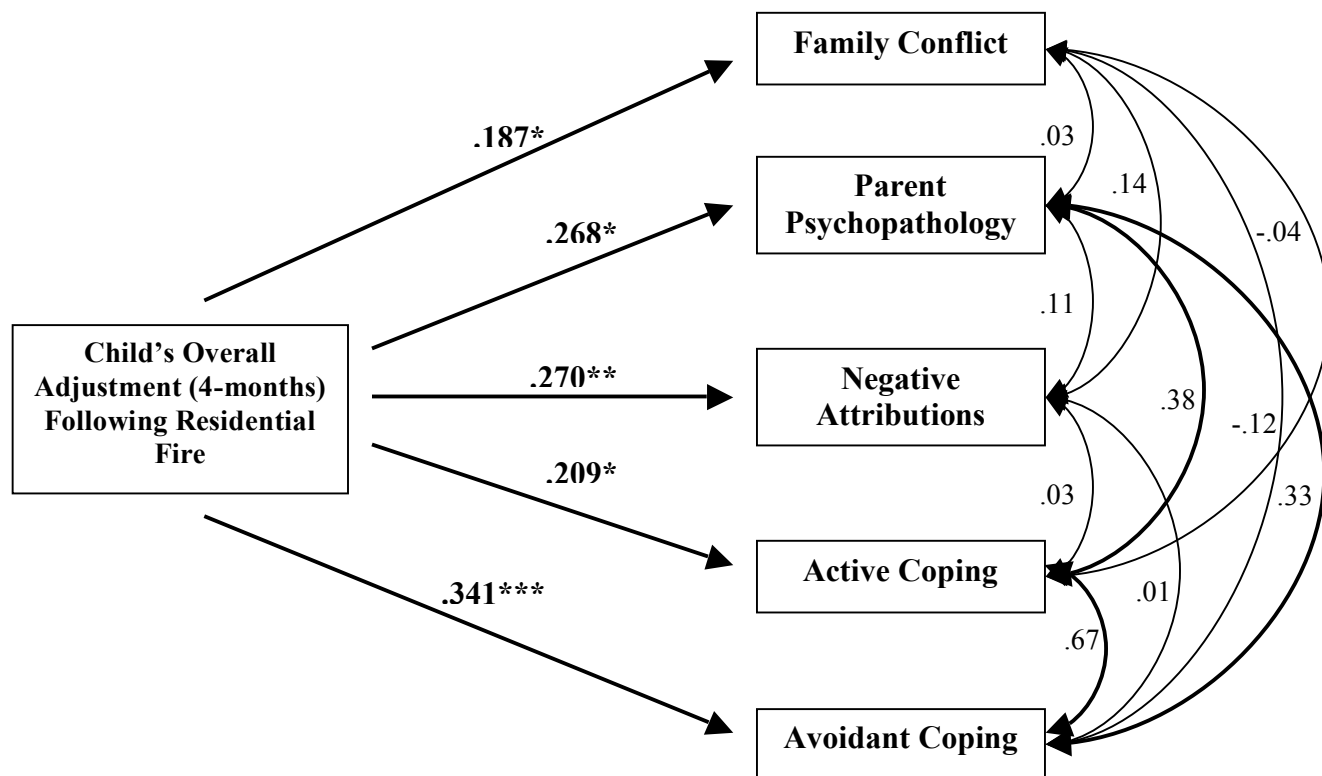 Family Conflict
.187*
.03
Parent
Psychopathology
.14
.268*
-.04
.11
Child’s Overall
Adjustment (4-months)
Following Residential
Fire
.270**
Negative
Attributions
.38
-.12
.209*
.03
.33
Active Coping
.341***
.01
.67
Avoidant Coping